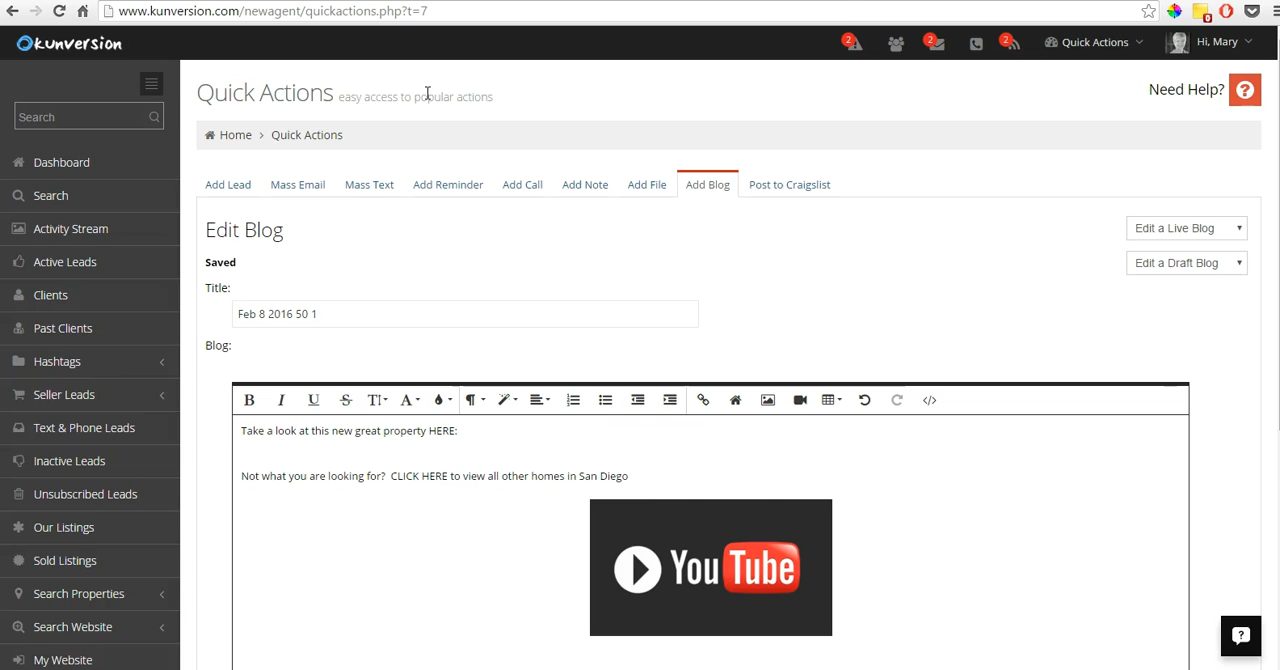 www.kunversion.com/newagent/quickactions.php?t=7
0
kunversion
2
2
2
Quick Actions
Hi, Mary
Search
Quick Actions easy access to popular actions
Need Help?
Home > Quick Actions
Dashboard
Search
Activity Stream
Active Leads
Clients
Past Clients
Hashtags
Seller Leads
Text & Phone Leads
Inactive Leads
Unsubscribed Leads
Our Listings
Sold Listings
Search Properties
Search Website
My Website
Add Lead Mass Email Mass Text Add Reminder Add Call Add Note Add File Add Blog Post to Craigslist
Edit Blog
Edit a Live Blog
Saved
Edit a Draft Blog
Title:
Feb 8 2016 50 1
Blog:
Take a look at this new great property HERE:
Not what you are looking for? CLICK HERE to view all other homes in San Diego
YouTube